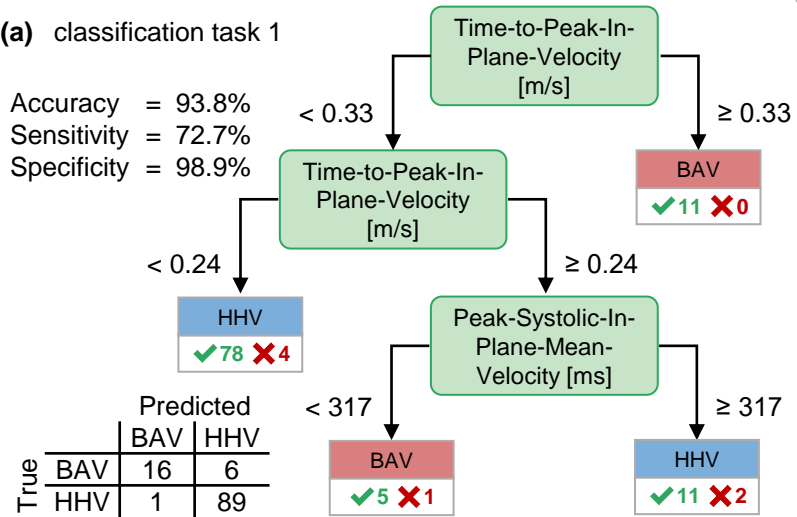 (a) classification task 1
Accuracy = 93.8%
Sensitivity = 72.7%
Specificity = 98.9%
Time-to-Peak-In-
Plane-Velocity
[m/s]
< 0.33
≥ 0.33
Time-to-Peak-In-
Plane-Velocity
[m/s]
BAV
✔11 ✖0
< 0.24
≥ 0.24
HHV
✔78 ✖4
Peak-Systolic-In-
Plane-Mean-
Velocity [ms]
< 317
≥ 317
BAV
✔5 ✖1
HHV
✔11 ✖2
Predicted
BAV HHV
True
BAV 16 6
HHV 1 89